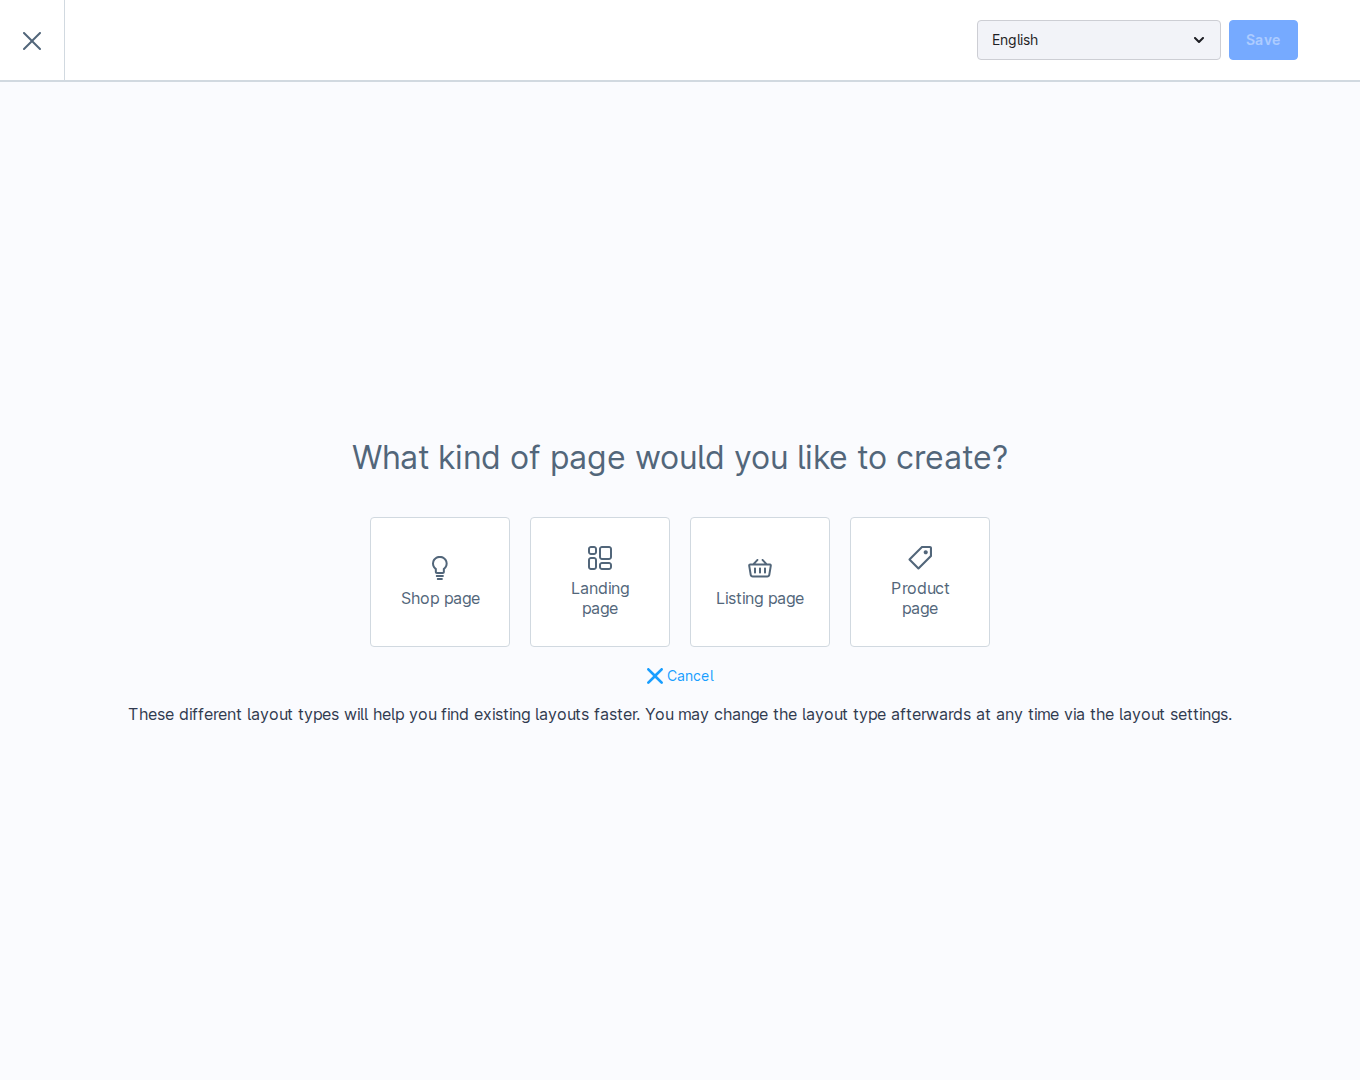 English
Save
What kind of page would you like to create?
Shop page
Landing
page
Listing page
Product
page
Cancel
These different layout types will help you find existing layouts faster. You may change the layout type afterwards at any time via the layout settings.